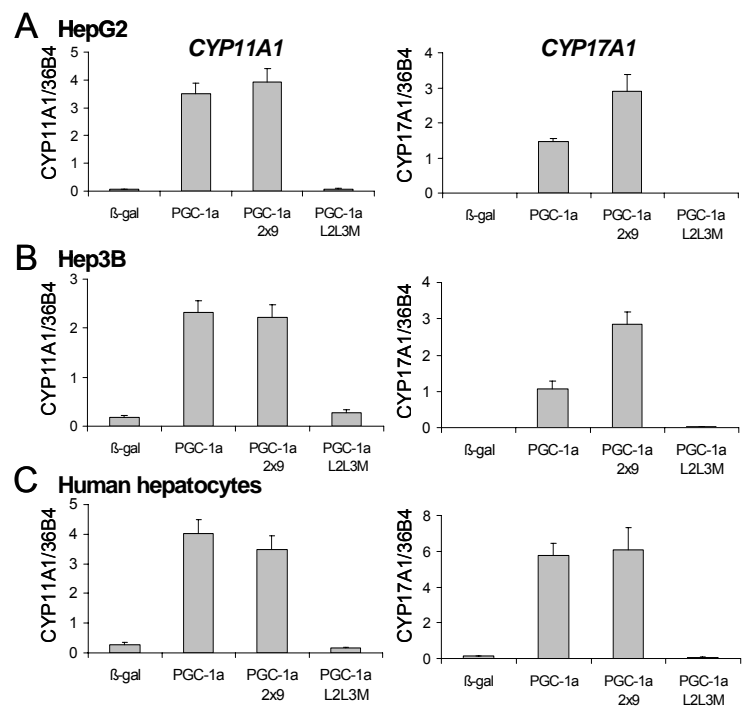 A HepG2
CYP11A1
CYP17A1
CYP11A1/36B4
5
4
3
2
1
0
ß-gal PGC-1a PGC-1a PGC-1a
2x9 L2L3M
CYP17A1/36B4
4
3
2
1
0
ß-gal PGC-1a PGC-1a PGC-1a
2x9 L2L3M
B Hep3B
CYP11A1/36B4
3
2
1
0
ß-gal PGC-1a PGC-1a PGC-1a
2x9 L2L3M
CYP17A1/36B4
4
3
2
1
0
ß-gal PGC-1a PGC-1a PGC-1a
2x9 L2L3M
C Human hepatocytes
CYP11A1/36B4
5
4
3
2
1
0
ß-gal PGC-1a PGC-1a PGC-1a
2x9 L2L3M
CYP17A1/36B4
8
6
4
2
0
ß-gal PGC-1a PGC-1a PGC-1a
2x9 L2L3M